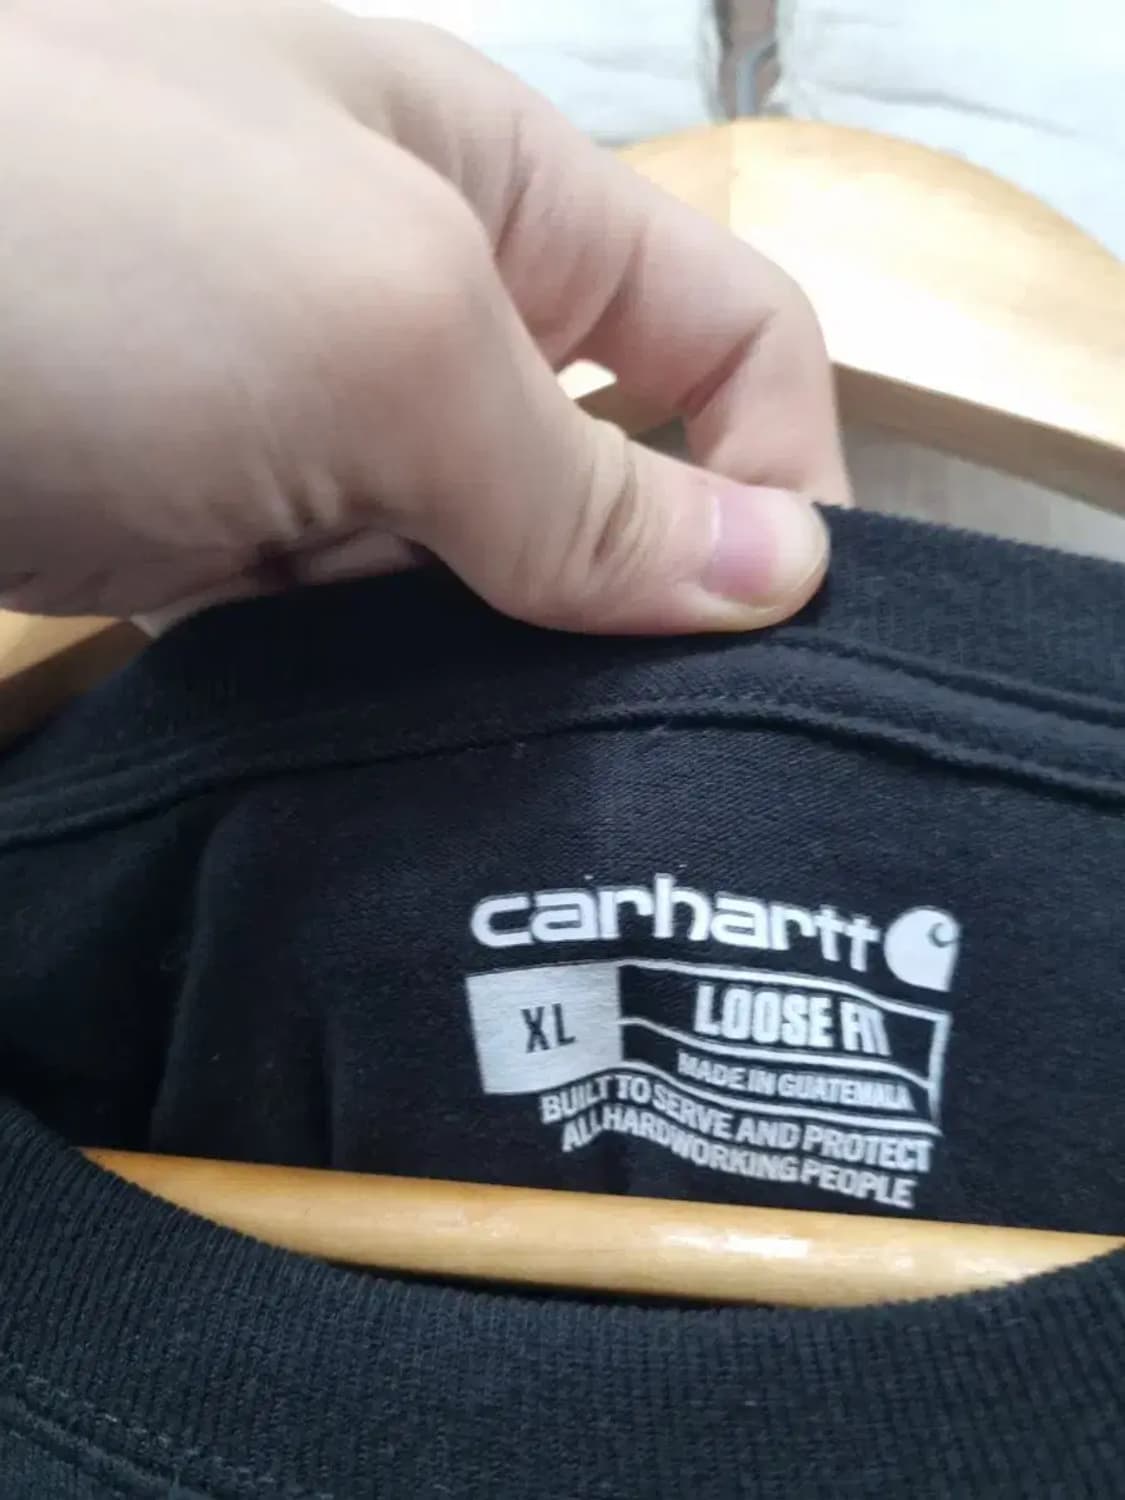 carhartt
XL
LOOSE FIT
MADE IN GUATEMALA
BUILT TO SERVE AND PROTECT
ALL HARDWORKING PEOPLE